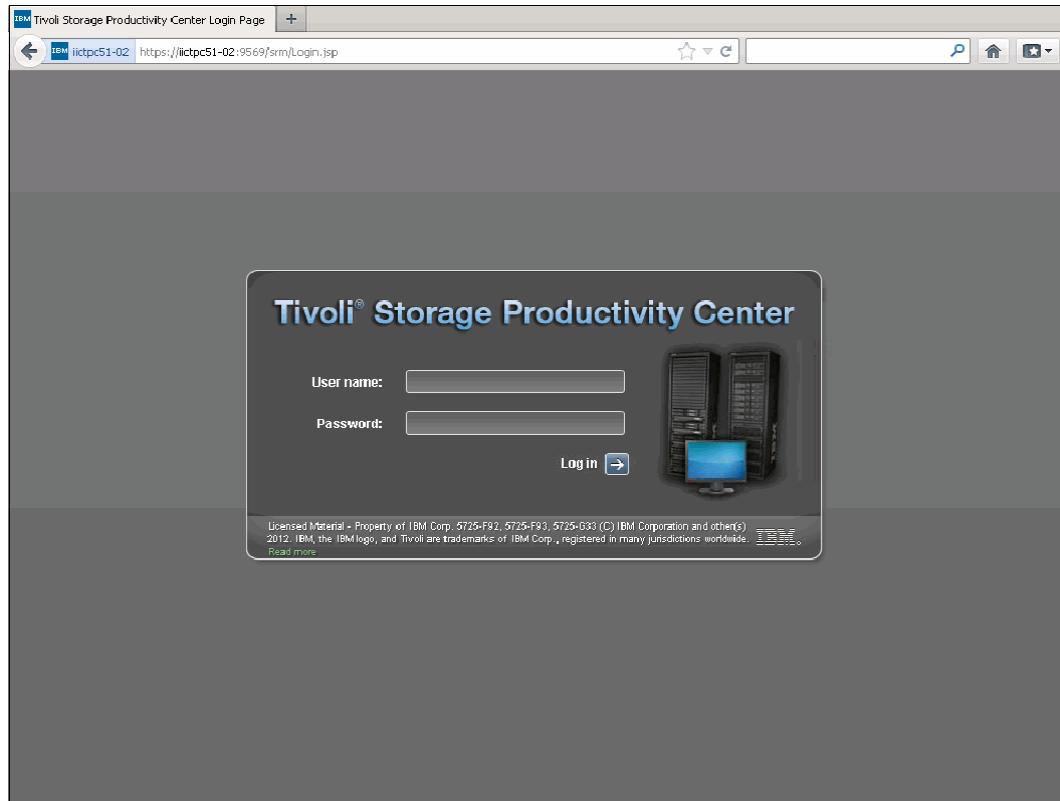 IBM Tivoli Storage Productivity Center Login Page +
IBM iictpc51-02 https://iictpc51-02:9569/srm/Login.jsp
Tivoli® Storage Productivity Center
User name:
Password:
Log in
Licensed Material - Property of IBM Corp. 5725-F92, 5725-F93, 5725-G33 (C) IBM Corporation and other(s)
2012. IBM, the IBM logo, and Tivoli are trademarks of IBM Corp., registered in many jurisdictions worldwide.
IBM®
Read more